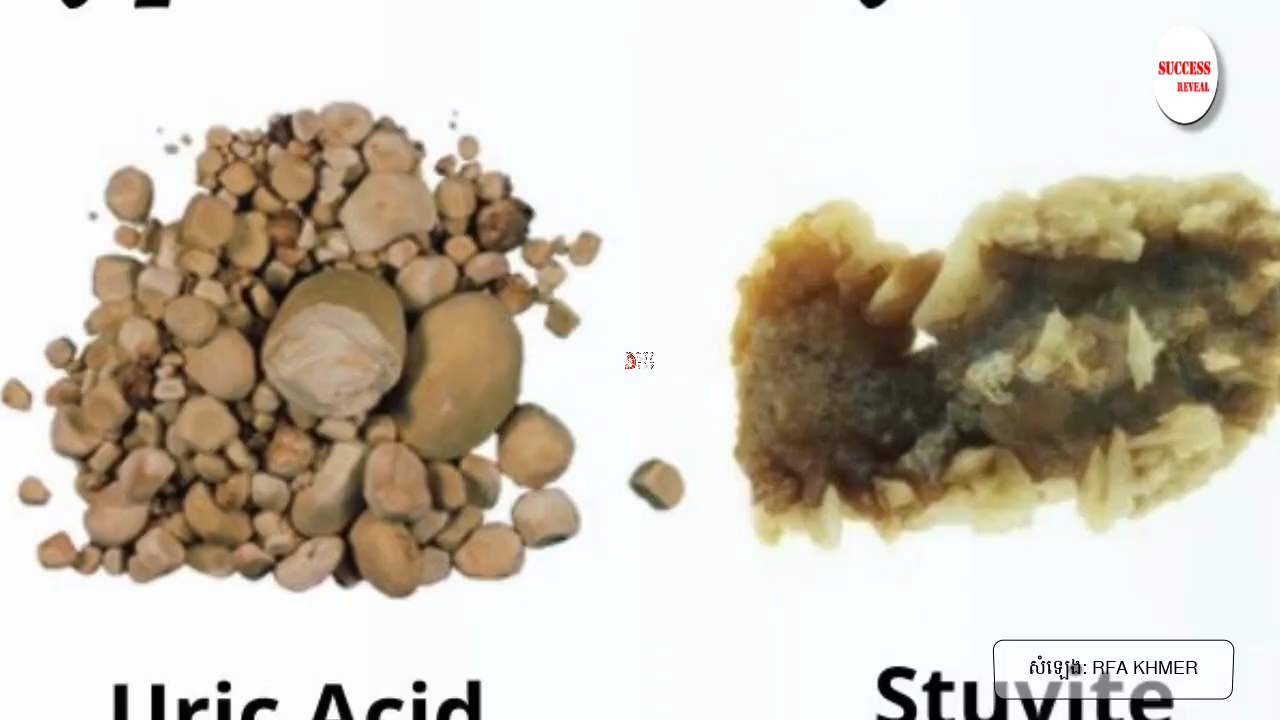 SUCCESS
REVEAL
Uric Acid
Stuvite
សំឡេង: RFA KHMER